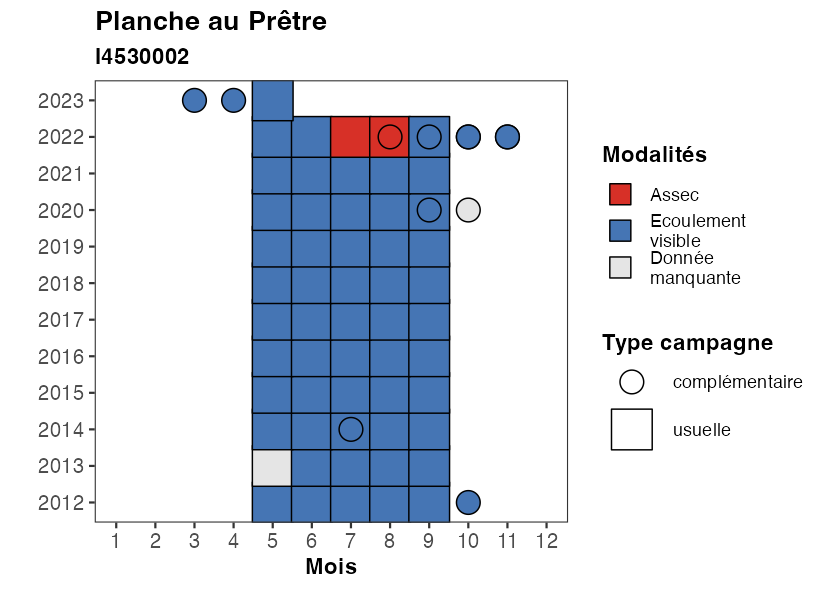 Planche au Prêtre
I4530002
2023
2022
2021
2020
2019
2018
2017
2016
2015
2014
2013
2012
1 2 3 4 5 6 7 8 9 10 11 12
Mois
Modalités
Assec
Ecoulement
visible
Donnée
manquante
Type campagne
complémentaire
usuelle